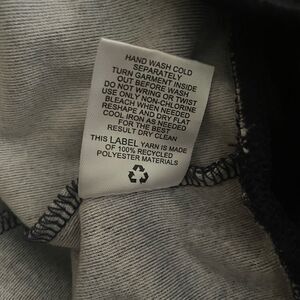 HAND WASH COLD
SEPARATELY
TURN GARMENT INSIDE
OUT BEFORE WASH
DO NOT WRING OR TWIST
USE ONLY NON-CHLORINE
BLEACH WHEN NEEDED
RESHAPE AND DRY FLAT
COOL IRON AS NEEDED
FOR THE BEST
RESULT DRY CLEAN
THIS LABEL YARN IS MADE
OF 100% RECYCLED
POLYESTER MATERIALS